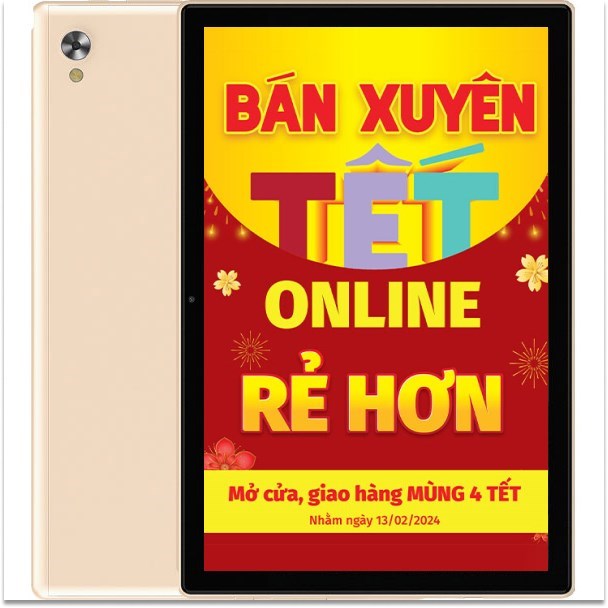 BÁN XUYÊN
TẾT
ONLINE
RẺ HƠN
Mở cửa, giao hàng MÙNG 4 TẾT
Nhằm ngày 13/02/2024